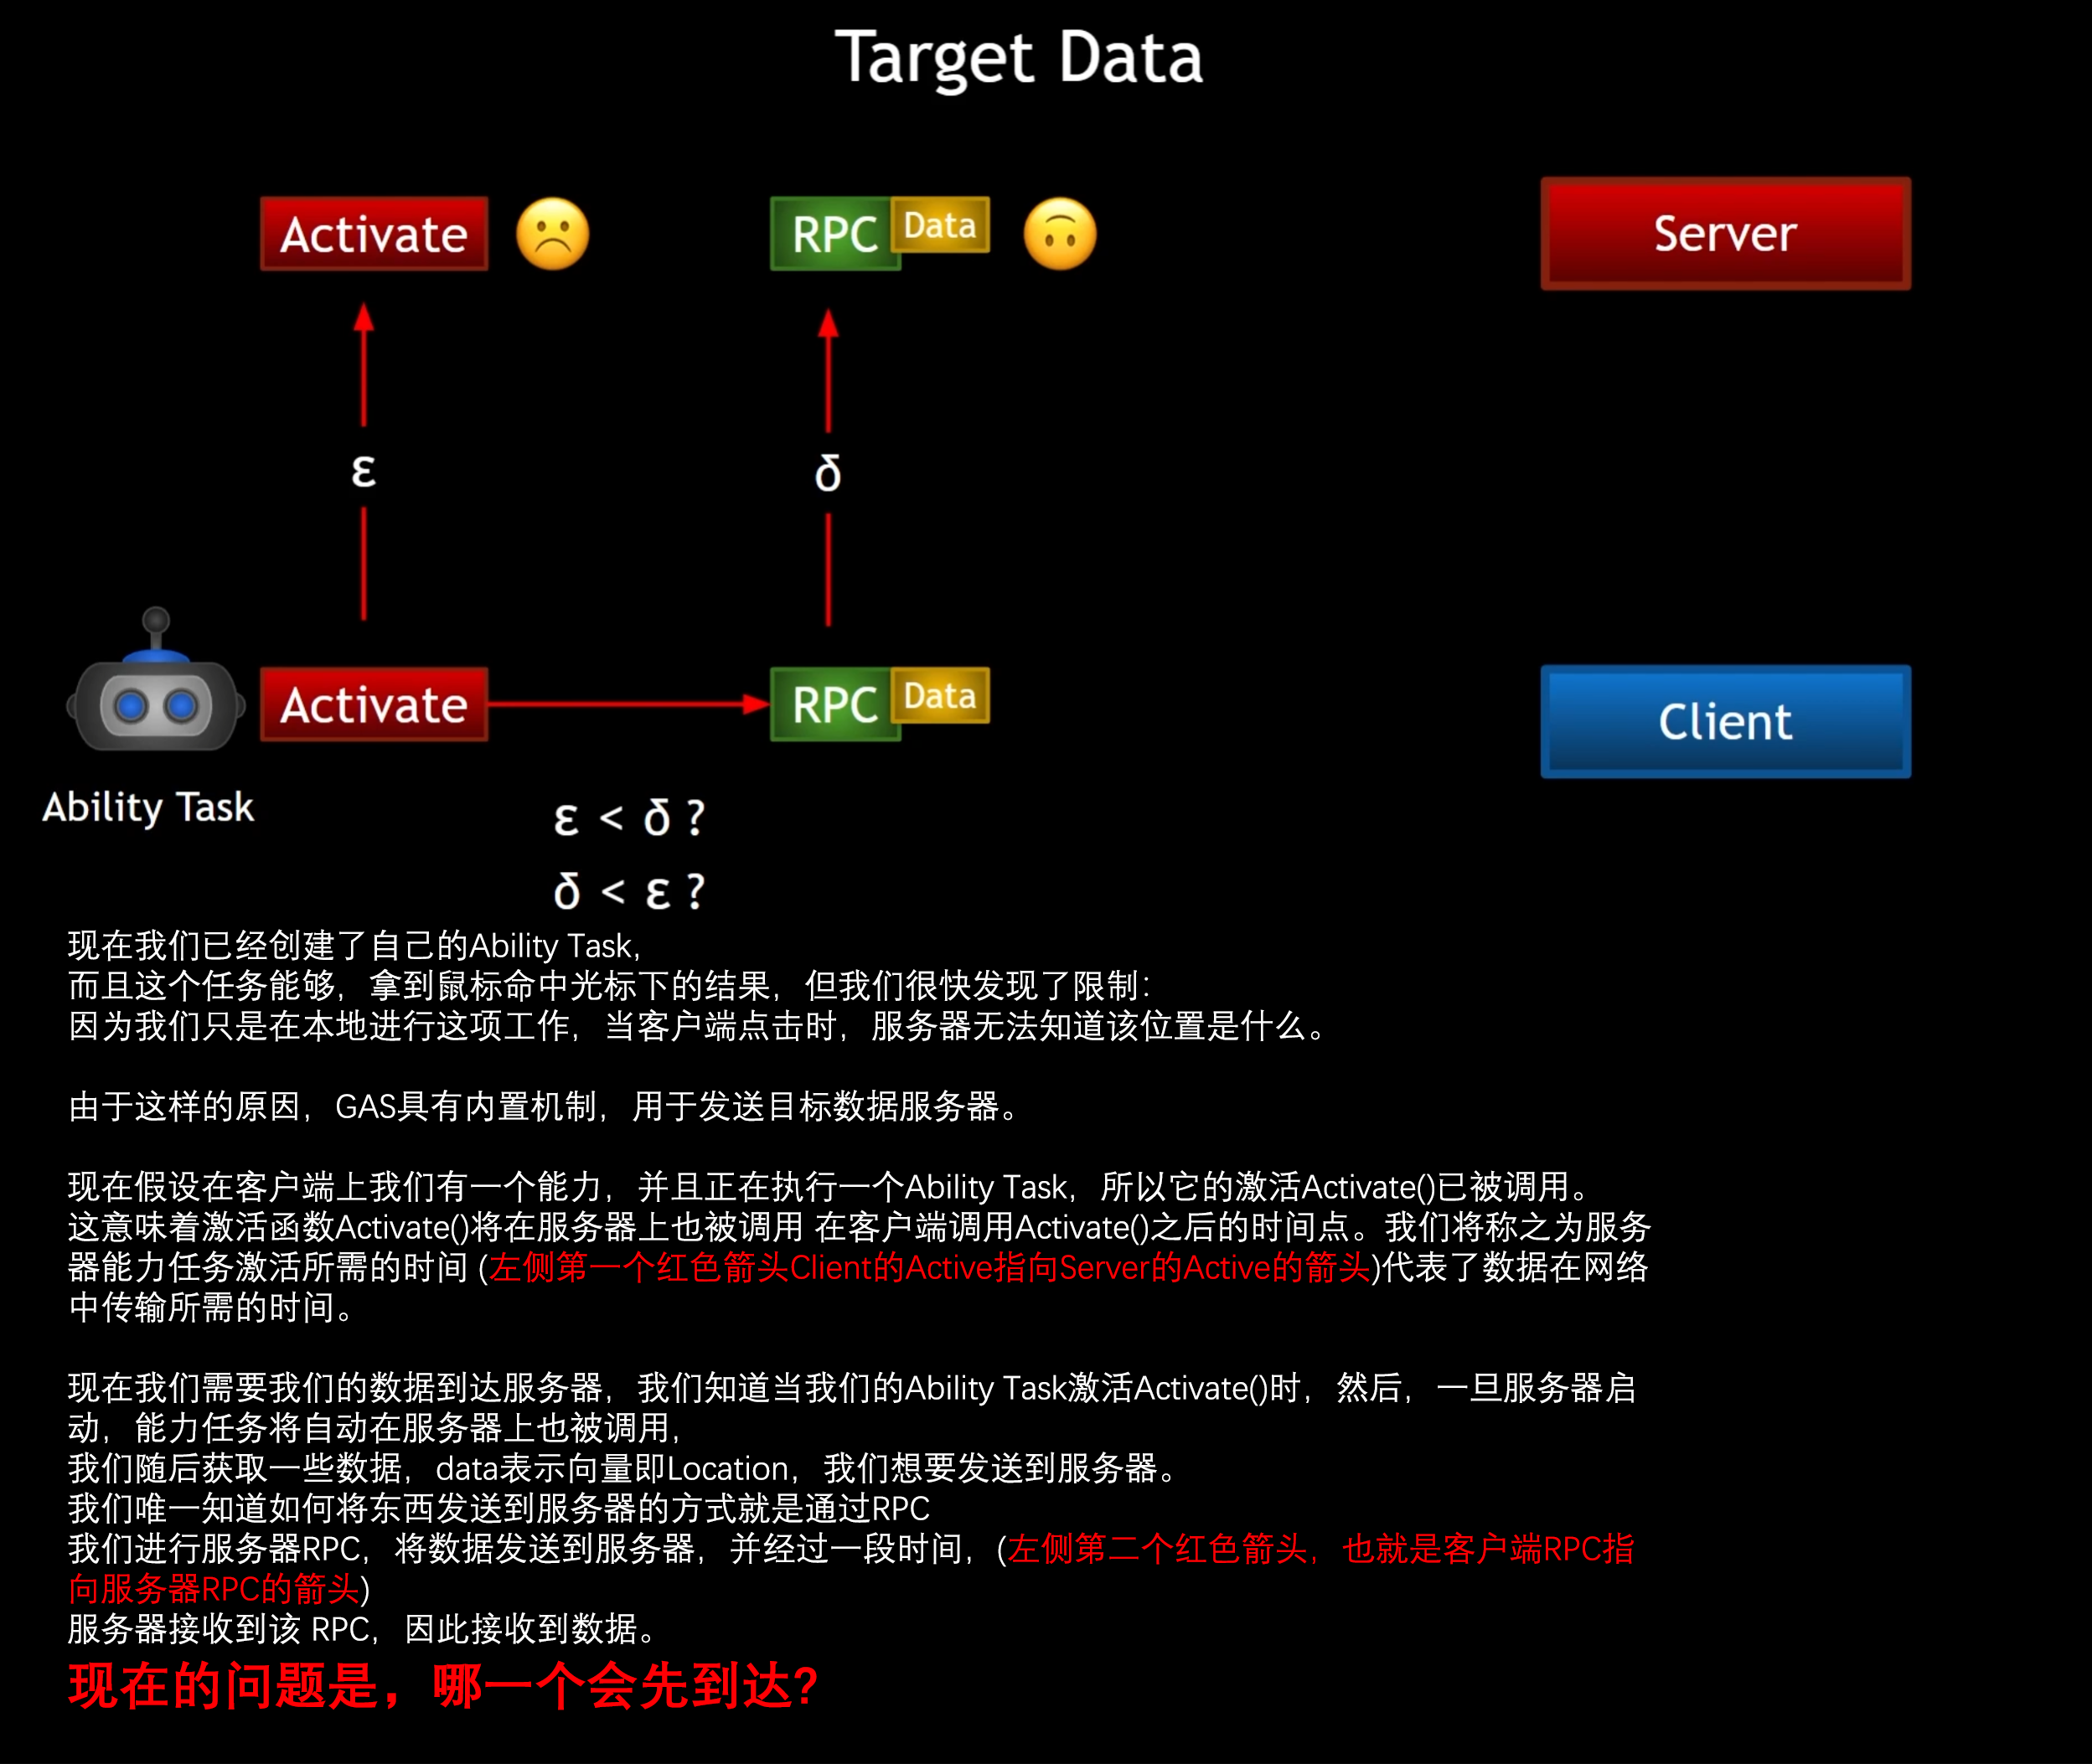 Target Data
Activate
RPC
Data
Server
ε
δ
Activate
RPC
Data
Client
Ability Task
ε < δ ?
δ < ε ?
现在我们已经创建了自己的Ability Task,
而且这个任务能够，拿到鼠标命中光标下的结果，但我们很快发现了限制：
因为我们只是在本地进行这项工作，当客户端点击时，服务器无法知道该位置是什么。
由于这样的原因，GAS具有内置机制，用于发送目标数据服务器。
现在假设在客户端上我们有一个能力，并且正在执行一个Ability Task，所以它的激活Activate()已被调用。
这意味着激活函数Activate()将在服务器上也被调用 在客户端调用Activate()之后的时间点。我们将称之为服务
器能力任务激活所需的时间 (左侧第一个红色箭头Client的Active指向Server的Active的箭头)代表了数据在网络
中传输所需的时间。
现在我们需要我们的数据到达服务器，我们知道当我们的Ability Task激活Activate()时，然后，一旦服务器启
动，能力任务将自动在服务器上也被调用，
我们随后获取一些数据，data表示向量即Location，我们想要发送到服务器。
我们唯一知道如何将东西发送到服务器的方式就是通过RPC
我们进行服务器RPC，将数据发送到服务器，并经过一段时间，(左侧第二个红色箭头，也就是客户端RPC指
向服务器RPC的箭头)
服务器接收到该 RPC，因此接收到数据。
现在的问题是，哪一个会先到达?